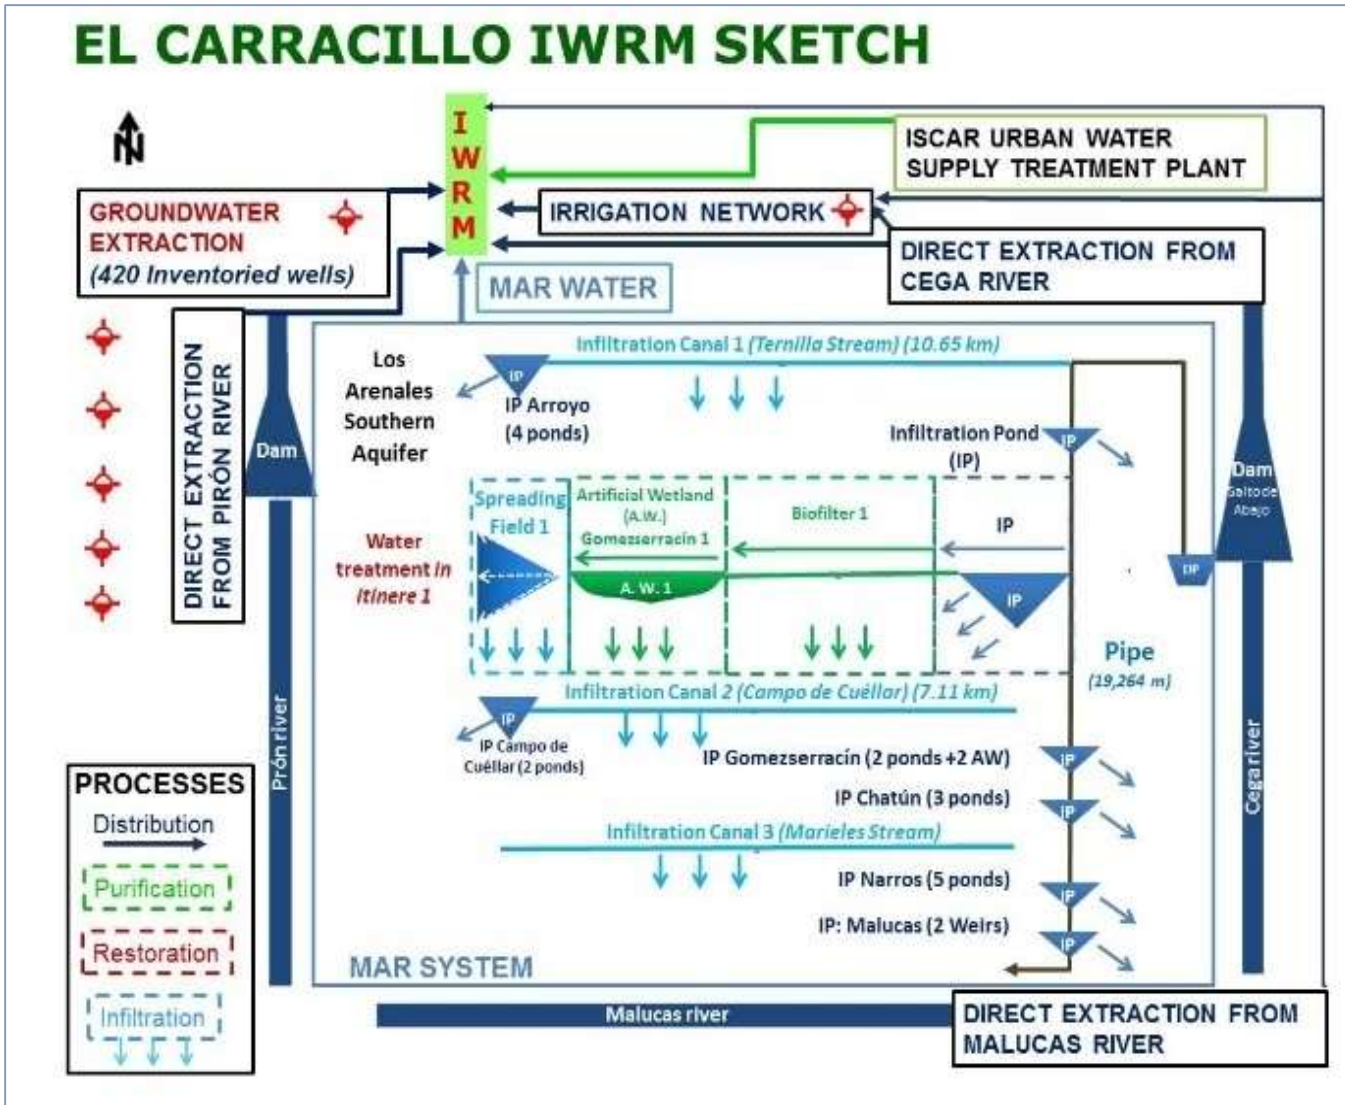 EL CARRACILLO IWRM SKETCH
N
I
W
R
M
ISCAR URBAN WATER
SUPPLY TREATMENT PLANT
GROUNDWATER
EXTRACTION
(420 Inventoried wells)
IRRIGATION NETWORK
DIRECT EXTRACTION FROM
CEGA RIVER
MAR WATER
DIRECT EXTRACTION
FROM PIRÓN RIVER
Dam
Los
Arenales
Southern
Aquifer
Infiltration Canal 1 (Ternilla Stream) (10.65 km)
IP
IP Arroyo
(4 ponds)
Infiltration Pond
(IP)
IP
Dam
Salto de
Abajo
Spreading
Field 1
Artificial Wetland
(A.W.)
Gomezserracín 1
Biofilter 1
IP
Water
treatment in
itinere 1
A. W. 1
IP
DP
Pipe
(19,264 m)
Infiltration Canal 2 (Campo de Cuéllar) (7.11 km)
IP
IP Campo de
Cuéllar (2 ponds)
IP Gomezserracín (2 ponds +2 AW)
IP
IP Chatún (3 ponds)
IP
Infiltration Canal 3 (Marieles Stream)
IP Narros (5 ponds)
IP
IP: Malucas (2 Weirs)
IP
MAR SYSTEM
Prón river
Cega river
Malucas river
DIRECT EXTRACTION FROM
MALUCAS RIVER
PROCESSES
Distribution
Purification
Restoration
Infiltration